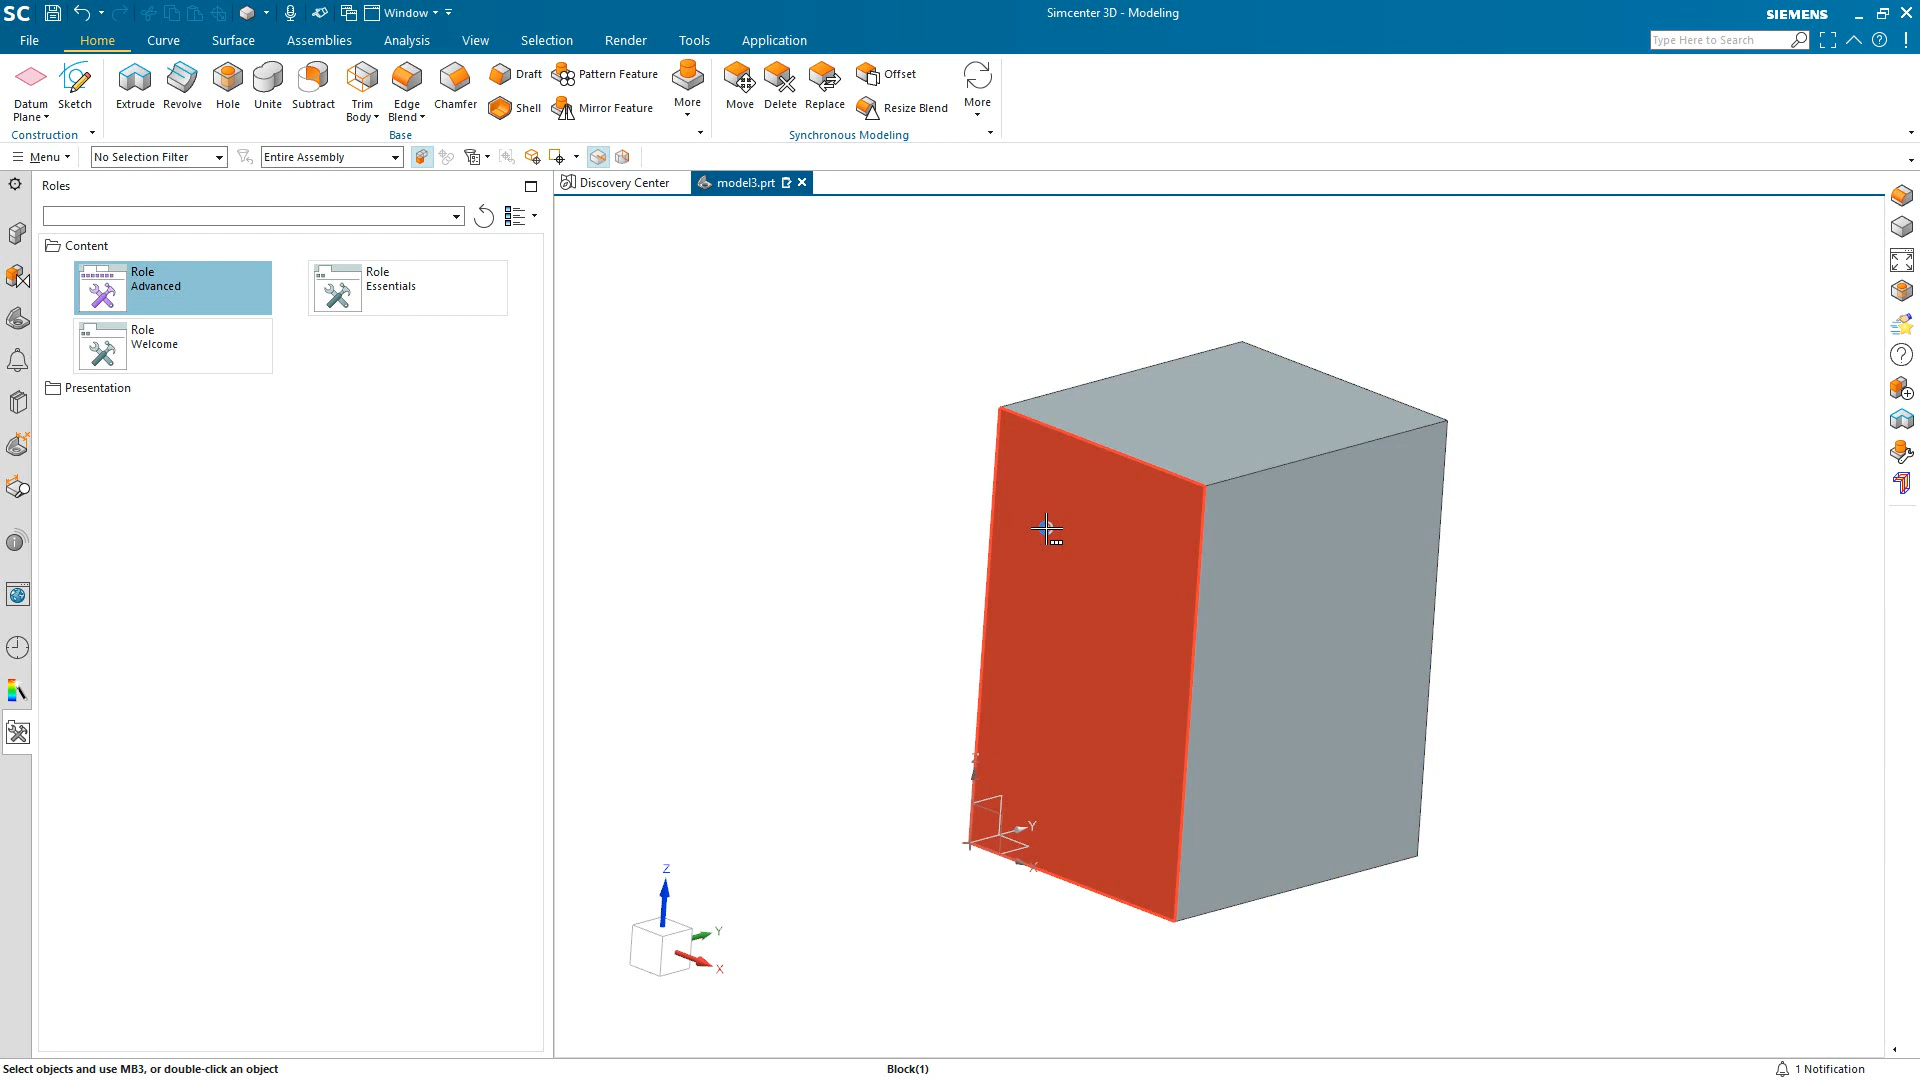 SC Window Simcenter 3D - Modeling SIEMENS
File Home Curve Surface Assemblies Analysis View Selection Render Tools Application Type Here to Search
Draft Pattern Feature Offset
Datum Plane Sketch Extrude Revolve Hole Unite Subtract Trim Body Edge Blend Chamfer Shell Mirror Feature More Move Delete Replace Resize Blend More
Construction Base Synchronous Modeling
Menu No Selection Filter Entire Assembly
Roles Discovery Center model3.prt
Content
Role Role
Advanced Essentials
Role
Welcome
Presentation
Z
Y
X
Z
Y
X
Select objects and use MB3, or double-click an object Block(1) 1 Notification